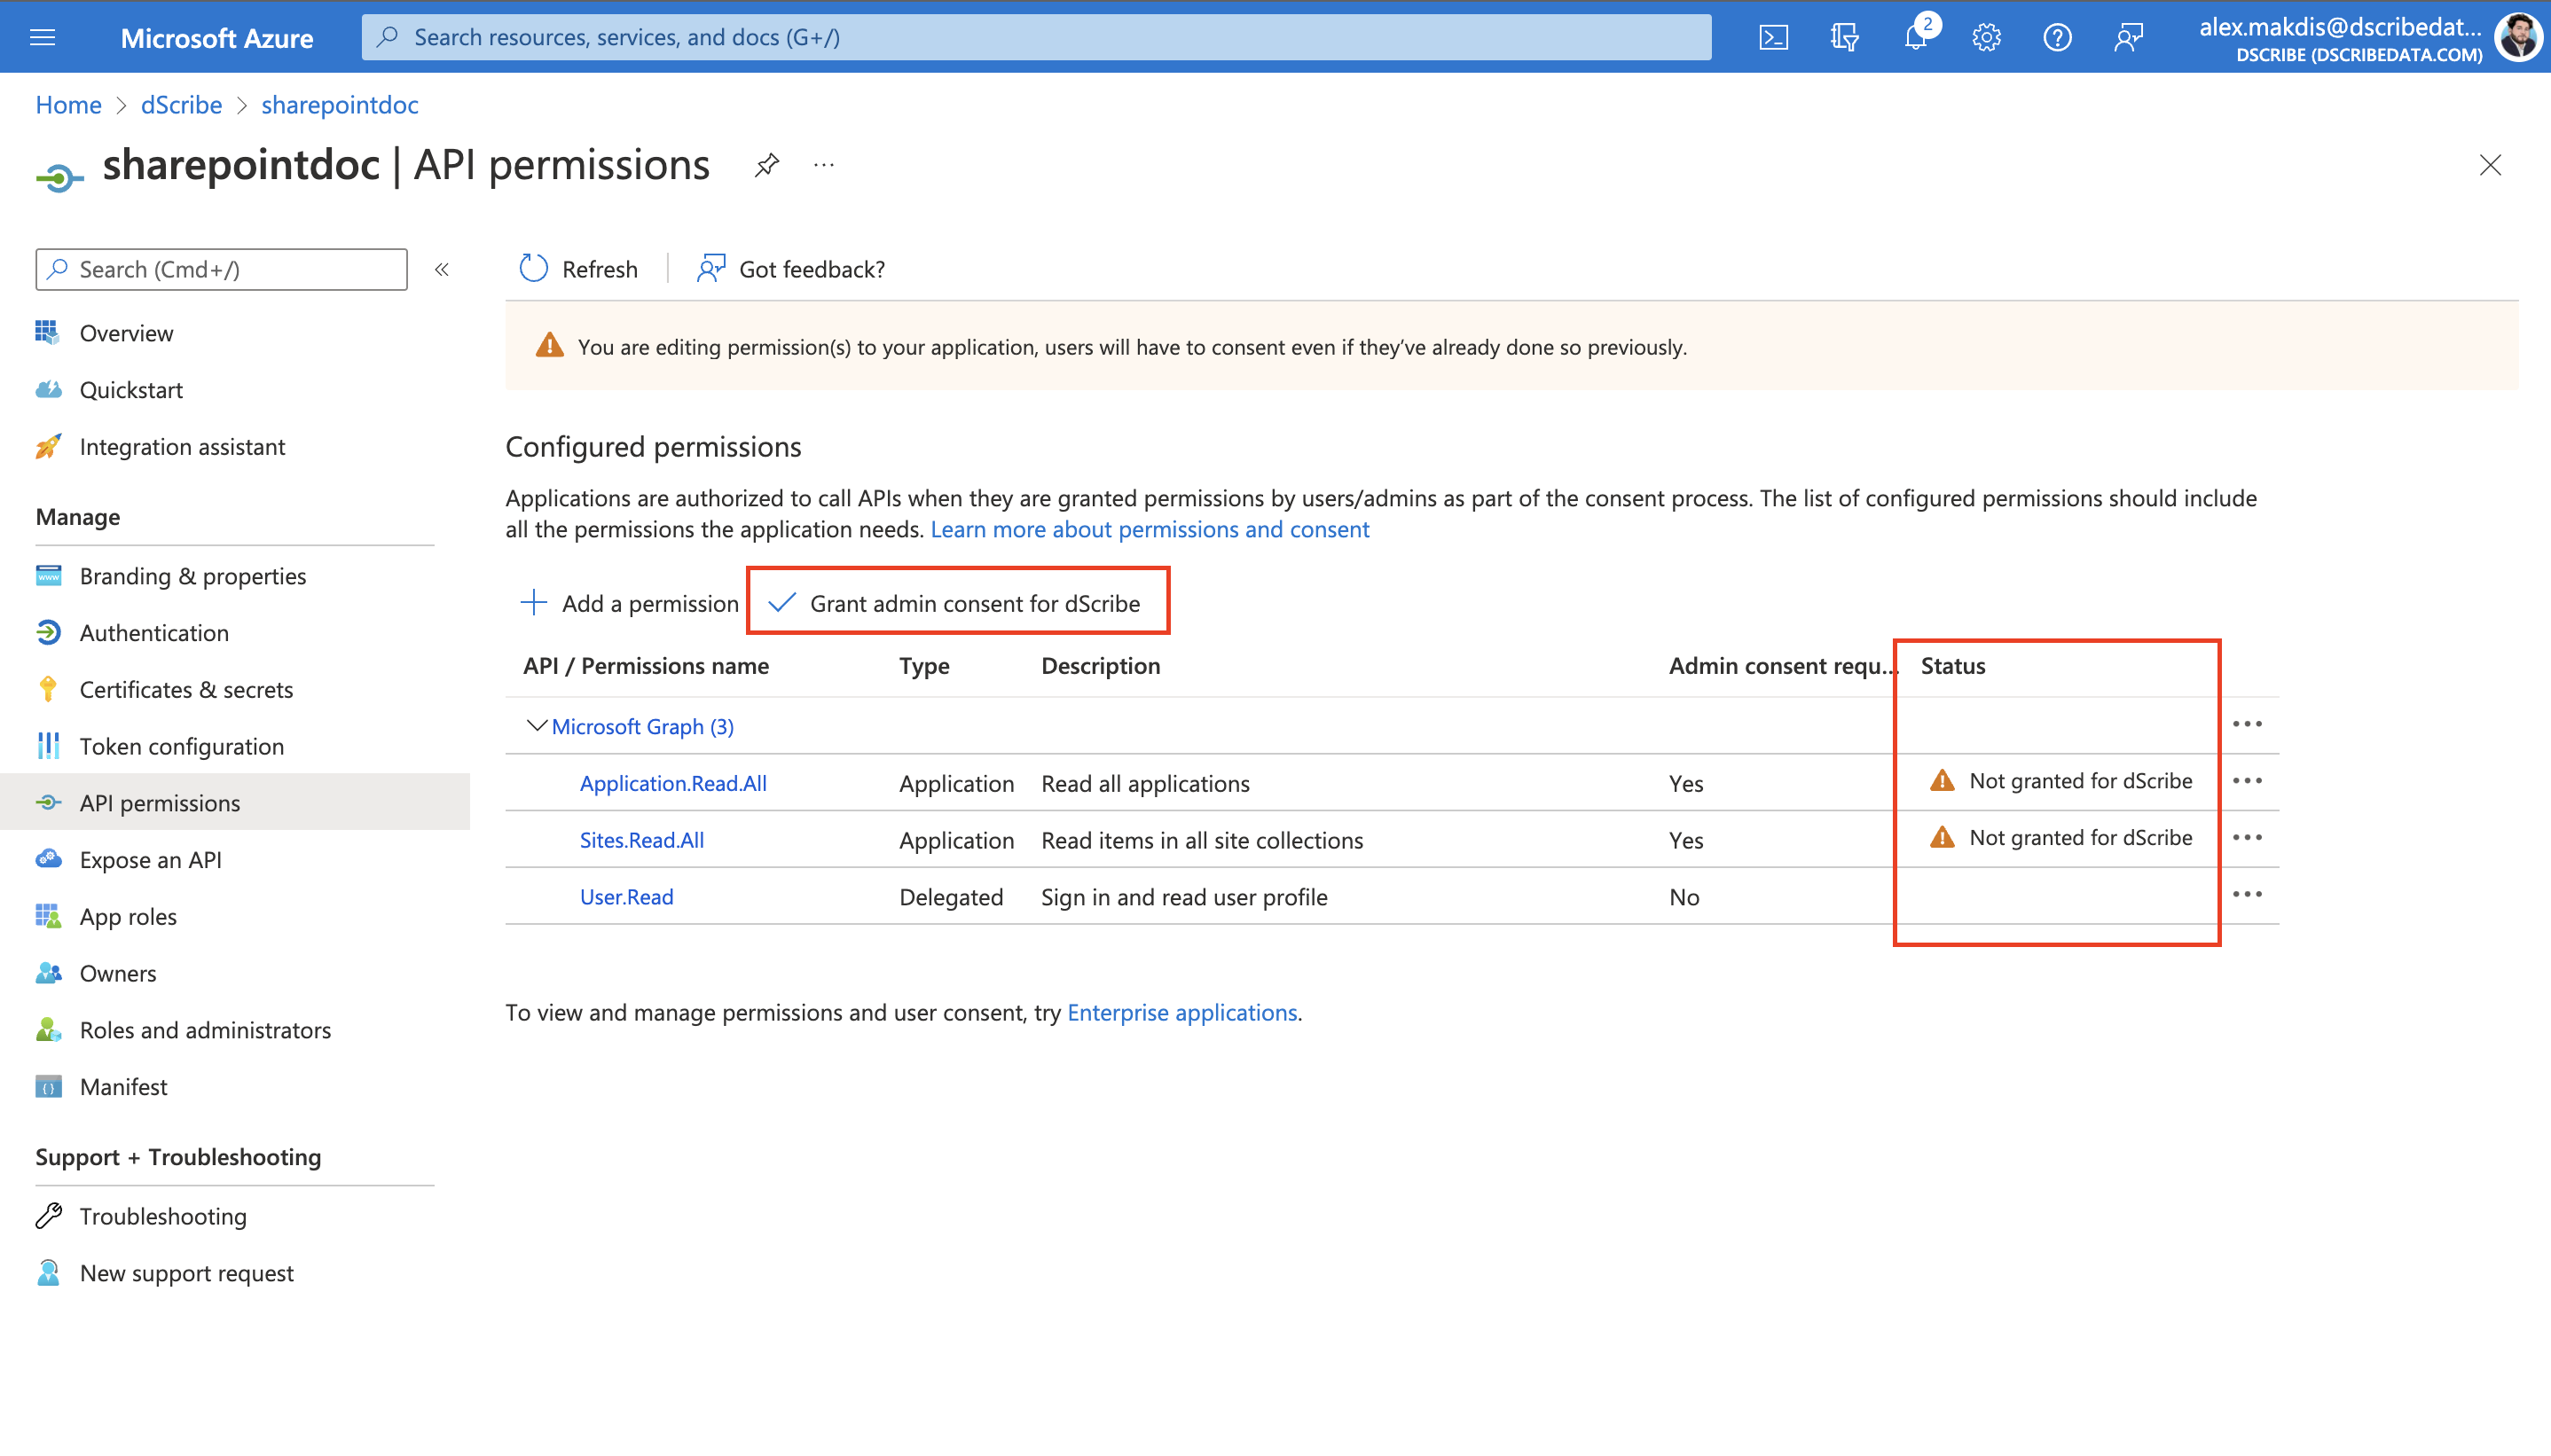 Microsoft Azure
Search resources, services, and docs (G+/)
2
alex.makdis@dscribedat...
DSCRIBE (DSCRIBEDATA.COM)
Home > dScribe > sharepointdoc
sharepointdoc | API permissions
Search (Cmd+/)
Refresh
Got feedback?
Overview
Quickstart
Integration assistant
Manage
Branding & properties
Authentication
Certificates & secrets
Token configuration
API permissions
Expose an API
App roles
Owners
Roles and administrators
Manifest
Support + Troubleshooting
Troubleshooting
New support request
You are editing permission(s) to your application, users will have to consent even if they've already done so previously.
Configured permissions
Applications are authorized to call APIs when they are granted permissions by users/admins as part of the consent process. The list of configured permissions should include
all the permissions the application needs. Learn more about permissions and consent
Add a permission
Grant admin consent for dScribe
API / Permissions name Type Description Admin consent requ... Status
Microsoft Graph (3)
Application.Read.All Application Read all applications Yes Not granted for dScribe
Sites.Read.All Application Read items in all site collections Yes Not granted for dScribe
User.Read Delegated Sign in and read user profile No
To view and manage permissions and user consent, try Enterprise applications.